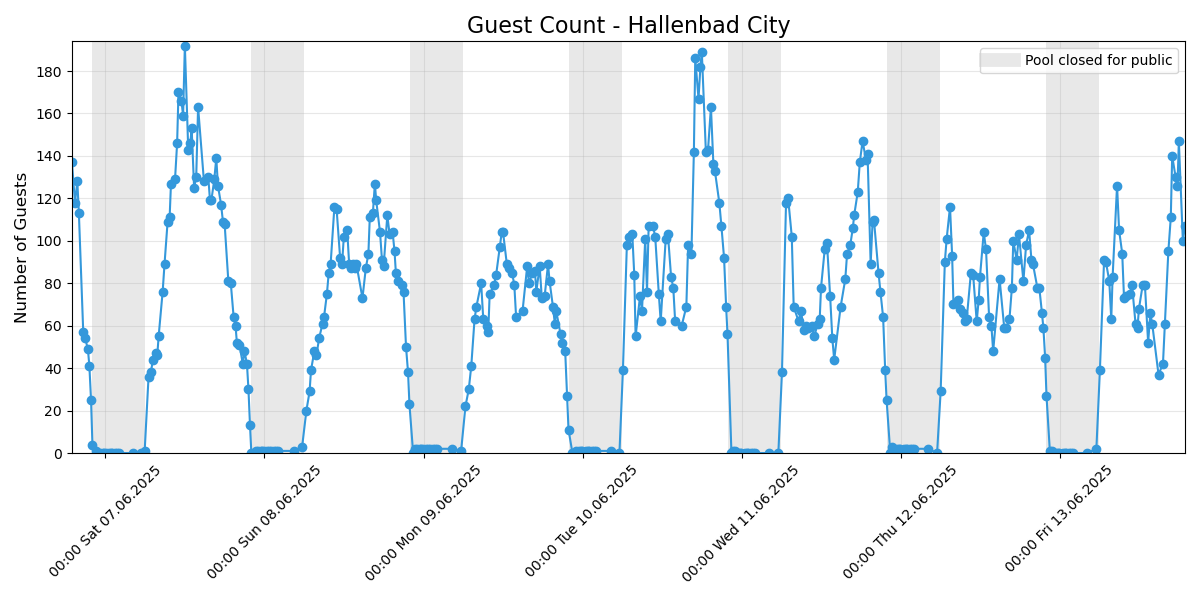 Guest Count - Hallenbad City
Pool closed for public
Number of Guests
180
160
140
120
100
80
60
40
20
0
00:00 Sat 07.06.2025
00:00 Sun 08.06.2025
00:00 Mon 09.06.2025
00:00 Tue 10.06.2025
00:00 Wed 11.06.2025
00:00 Thu 12.06.2025
00:00 Fri 13.06.2025